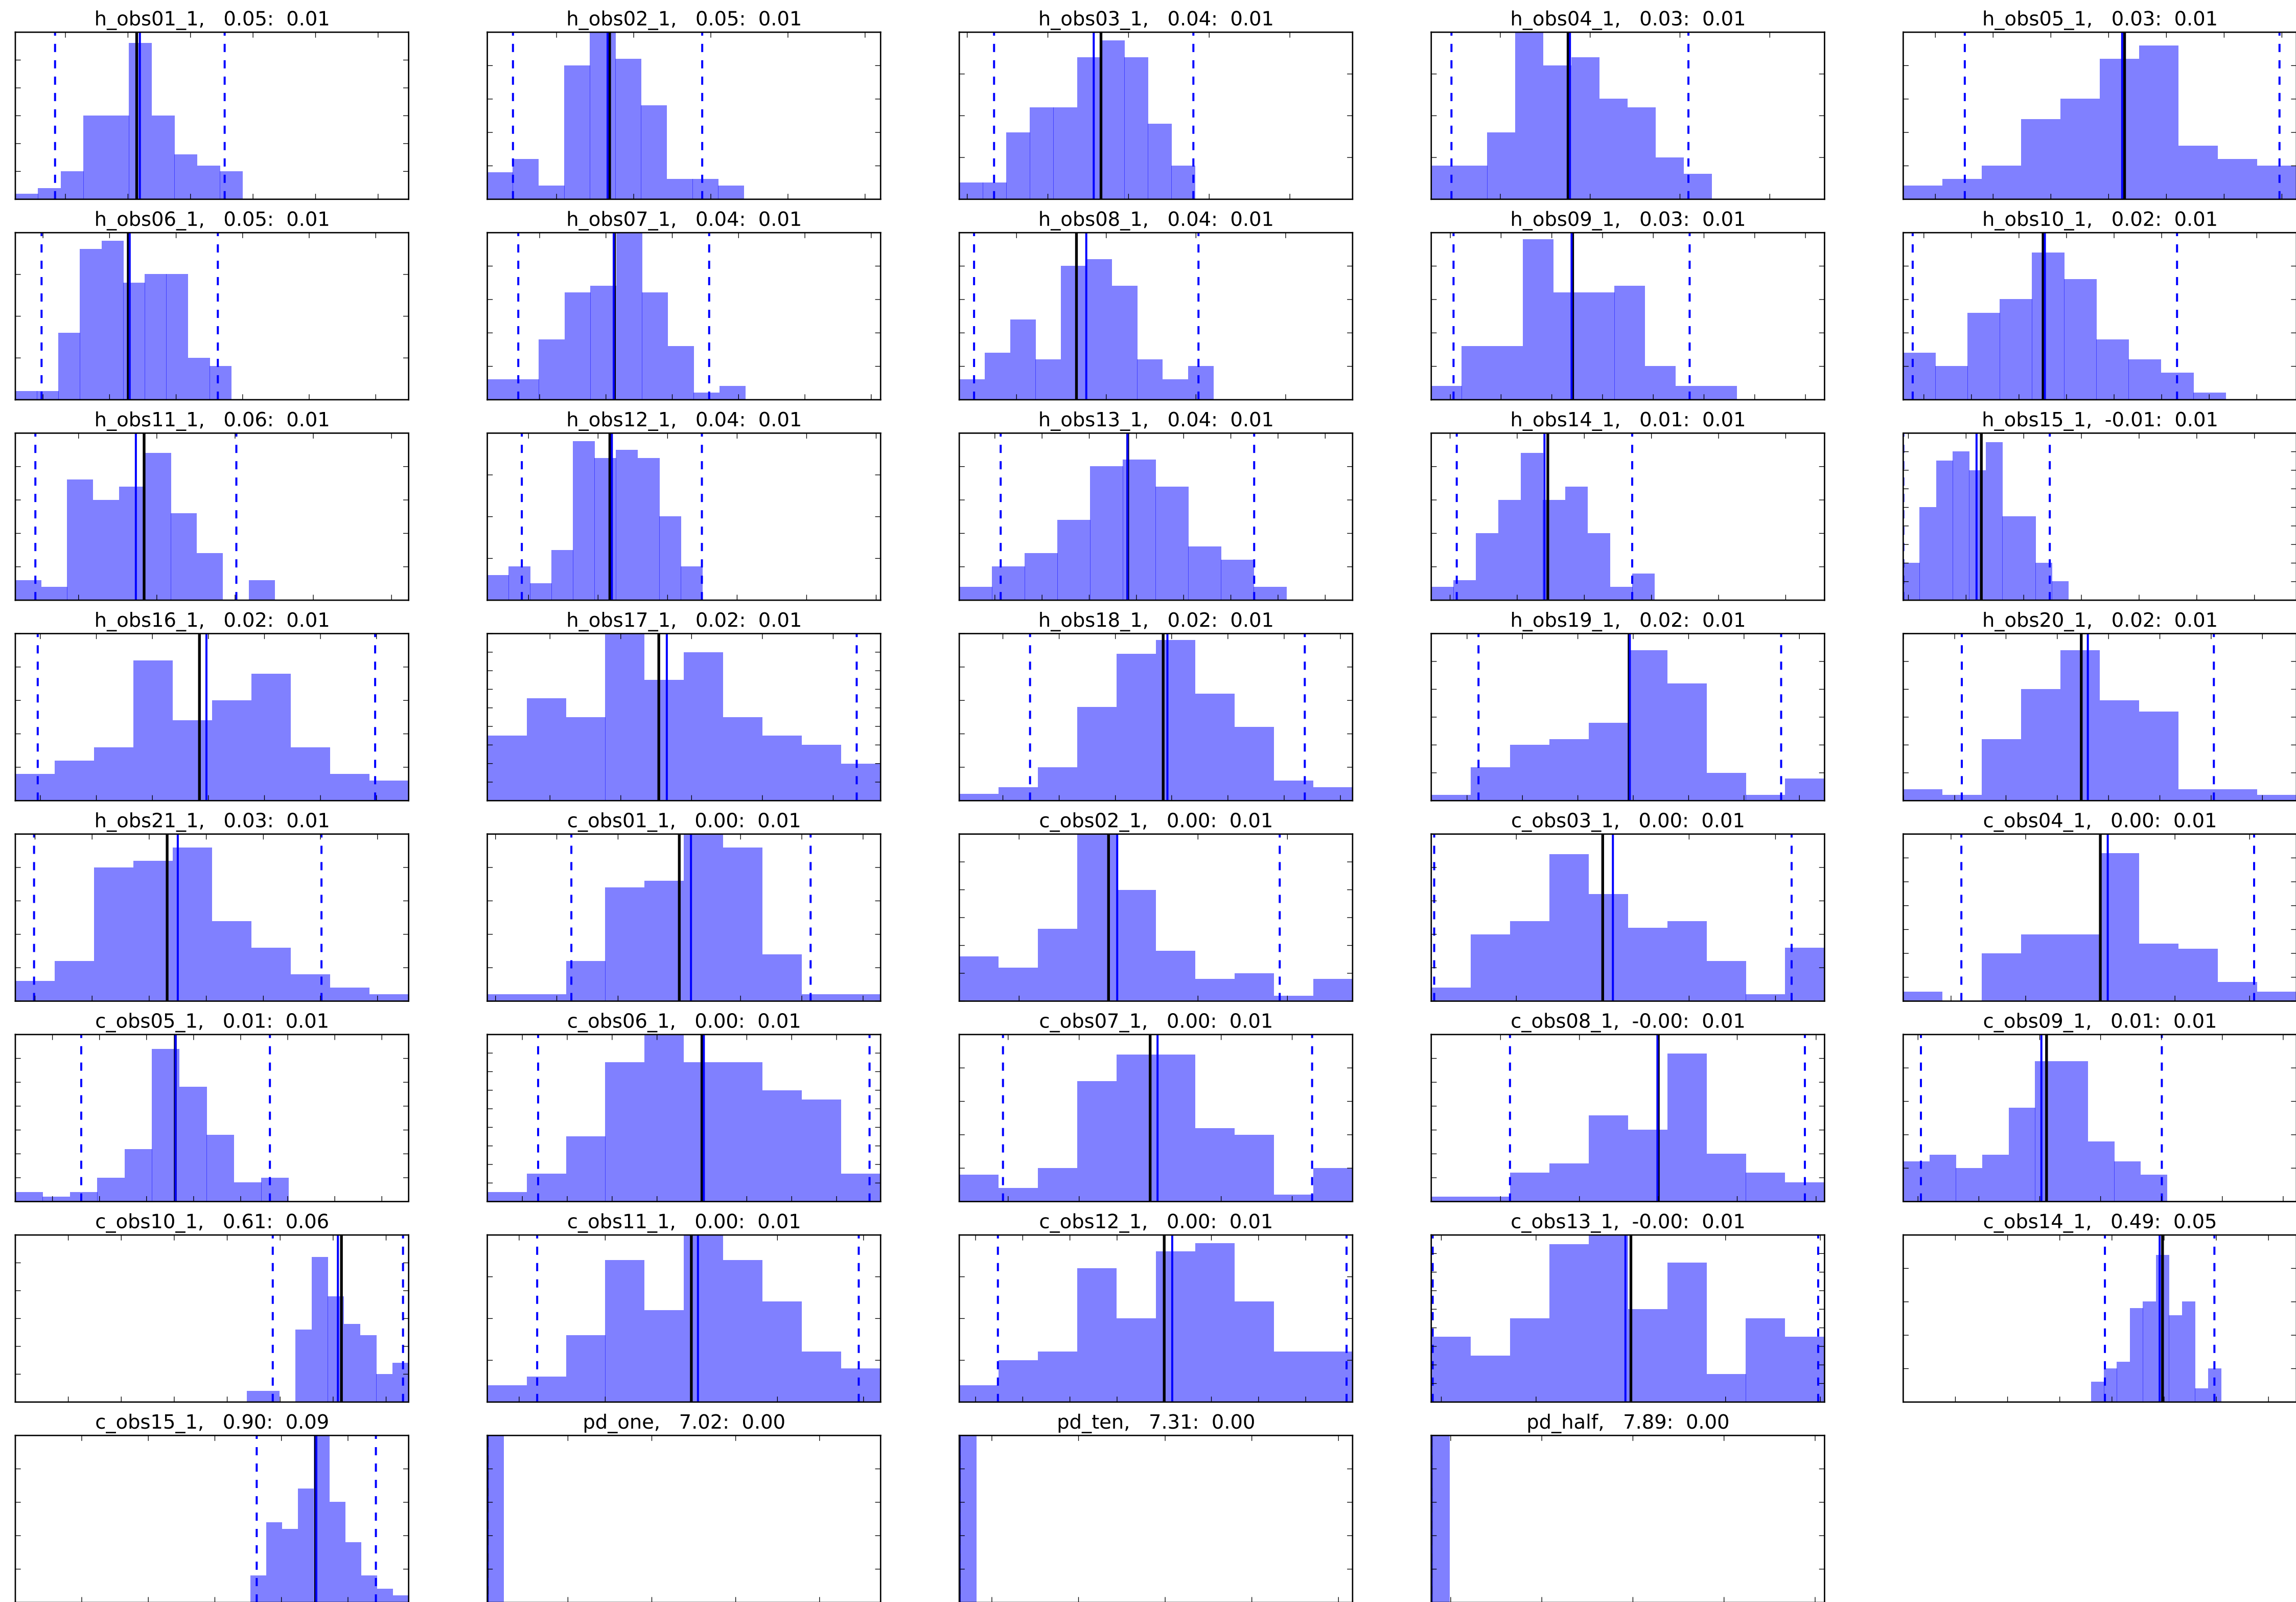 h_obs01_1, 0.05: 0.01
h_obs02_1, 0.05: 0.01
h_obs03_1, 0.04: 0.01
h_obs04_1, 0.03: 0.01
h_obs05_1, 0.03: 0.01
h_obs06_1, 0.05: 0.01
h_obs07_1, 0.04: 0.01
h_obs08_1, 0.04: 0.01
h_obs09_1, 0.03: 0.01
h_obs10_1, 0.02: 0.01
h_obs11_1, 0.06: 0.01
h_obs12_1, 0.04: 0.01
h_obs13_1, 0.04: 0.01
h_obs14_1, 0.01: 0.01
h_obs15_1, -0.01: 0.01
h_obs16_1, 0.02: 0.01
h_obs17_1, 0.02: 0.01
h_obs18_1, 0.02: 0.01
h_obs19_1, 0.02: 0.01
h_obs20_1, 0.02: 0.01
h_obs21_1, 0.03: 0.01
c_obs01_1, 0.00: 0.01
c_obs02_1, 0.00: 0.01
c_obs03_1, 0.00: 0.01
c_obs04_1, 0.00: 0.01
c_obs05_1, 0.01: 0.01
c_obs06_1, 0.00: 0.01
c_obs07_1, 0.00: 0.01
c_obs08_1, -0.00: 0.01
c_obs09_1, 0.01: 0.01
c_obs10_1, 0.61: 0.06
c_obs11_1, 0.00: 0.01
c_obs12_1, 0.00: 0.01
c_obs13_1, -0.00: 0.01
c_obs14_1, 0.49: 0.05
c_obs15_1, 0.90: 0.09
pd_one, 7.02: 0.00
pd_ten, 7.31: 0.00
pd_half, 7.89: 0.00